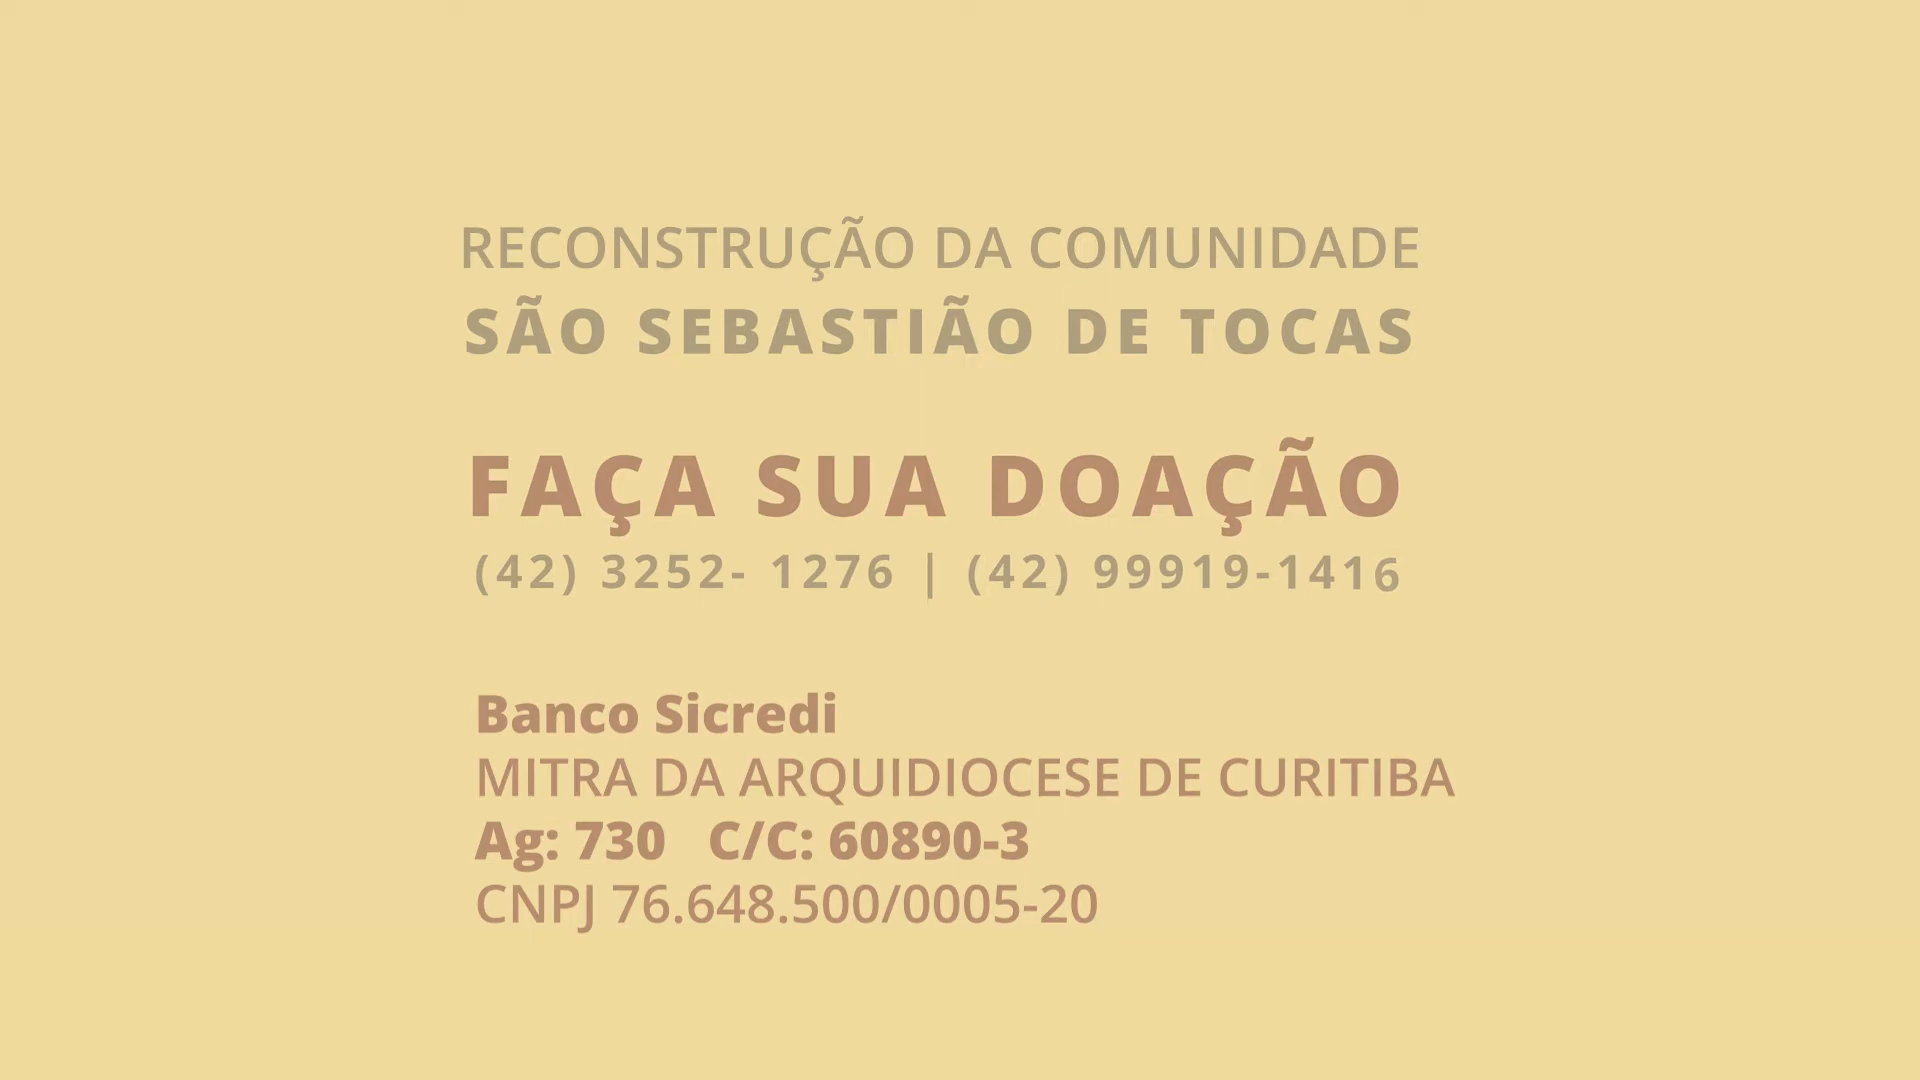 RECONSTRUÇÃO DA COMUNIDADE
SÃO SEBASTIÃO DE TOCAS
FAÇA SUA DOAÇÃO
(42) 3252- 1276 | (42) 99919-1416
Banco Sicredi
MITRA DA ARQUIDIOCESE DE CURITIBA
Ag: 730 C/C: 60890-3
CNPJ 76.648.500/0005-20